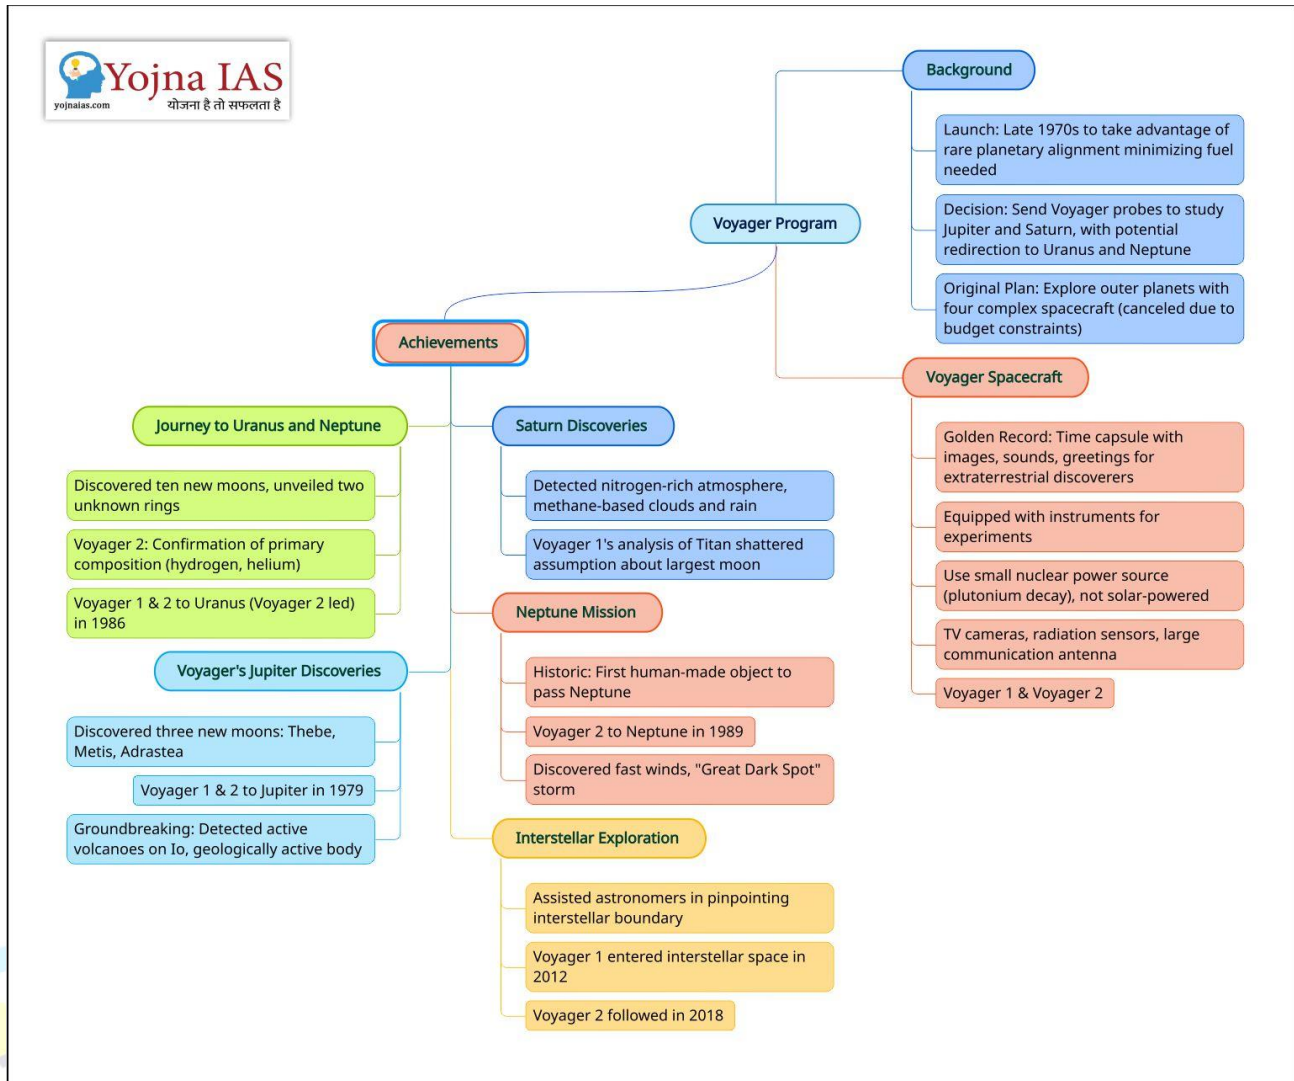 Yojna IAS
yojnaias.com
योजना है तो सफलता है
Voyager Program
Background
Launch: Late 1970s to take advantage of
rare planetary alignment minimizing fuel
needed
Decision: Send Voyager probes to study
Jupiter and Saturn, with potential
redirection to Uranus and Neptune
Original Plan: Explore outer planets with
four complex spacecraft (canceled due to
budget constraints)
Voyager Spacecraft
Golden Record: Time capsule with
images, sounds, greetings for
extraterrestrial discoverers
Equipped with instruments for
experiments
Use small nuclear power source
(plutonium decay), not solar-powered
TV cameras, radiation sensors, large
communication antenna
Voyager 1 & Voyager 2
Achievements
Journey to Uranus and Neptune
Discovered ten new moons, unveiled two
unknown rings
Voyager 2: Confirmation of primary
composition (hydrogen, helium)
Voyager 1 & 2 to Uranus (Voyager 2 led)
in 1986
Voyager's Jupiter Discoveries
Discovered three new moons: Thebe,
Metis, Adrastea
Voyager 1 & 2 to Jupiter in 1979
Groundbreaking: Detected active
volcanoes on Io, geologically active body
Saturn Discoveries
Detected nitrogen-rich atmosphere,
methane-based clouds and rain
Voyager 1's analysis of Titan shattered
assumption about largest moon
Neptune Mission
Historic: First human-made object to
pass Neptune
Voyager 2 to Neptune in 1989
Discovered fast winds, "Great Dark Spot"
storm
Interstellar Exploration
Assisted astronomers in pinpointing
interstellar boundary
Voyager 1 entered interstellar space in
2012
Voyager 2 followed in 2018